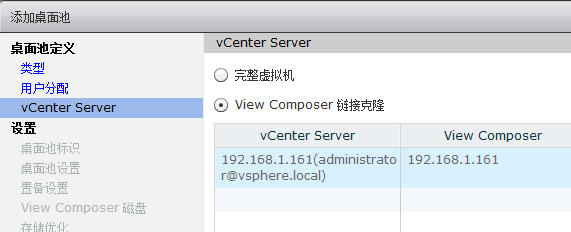 添加桌面池
桌面池定义
类型
用户分配
vCenter Server
设置
桌面池标识
桌面池设置
置备设置
View Composer 磁盘
存储优化
vCenter Server
完整虚拟机
View Composer 链接克隆
vCenter Server View Composer
192.168.1.161(administrato 192.168.1.161
r@vsphere.local)